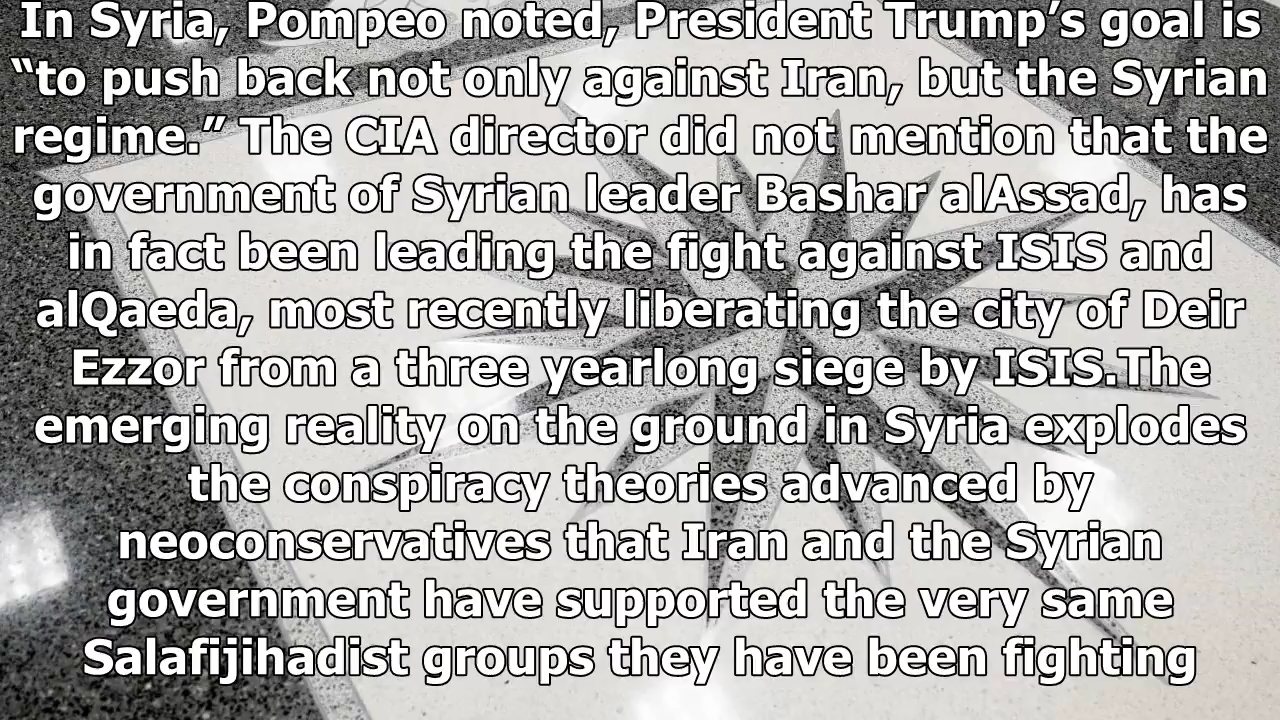 In Syria, Pompeo noted, President Trump’s goal is
“to push back not only against Iran, but the Syrian
regime.” The CIA director did not mention that the
government of Syrian leader Bashar alAssad, has
in fact been leading the fight against ISIS and
alQaeda, most recently liberating the city of Deir
Ezzor from a three yearlong siege by ISIS.The
emerging reality on the ground in Syria explodes
the conspiracy theories advanced by
neoconservatives that Iran and the Syrian
government have supported the very same
Salafijihadist groups they have been fighting